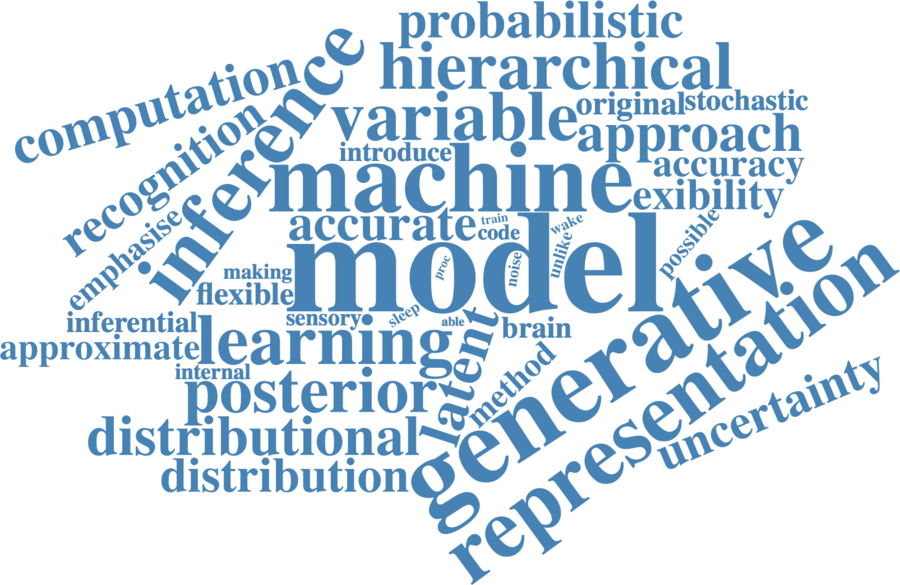 probabilistic
hierarchical
computation
inference
variable
original
stochastic
recognition
approach
introduce
machine
accuracy
exibility
accurate
train
code
wake
emphasise
possible
model
proc
noise
unlike
making
flexible
generative
sensory
sleep
able
brain
inferential
approximate
learning
latent
method
representation
internal
posterior
uncertainty
distributional
distribution